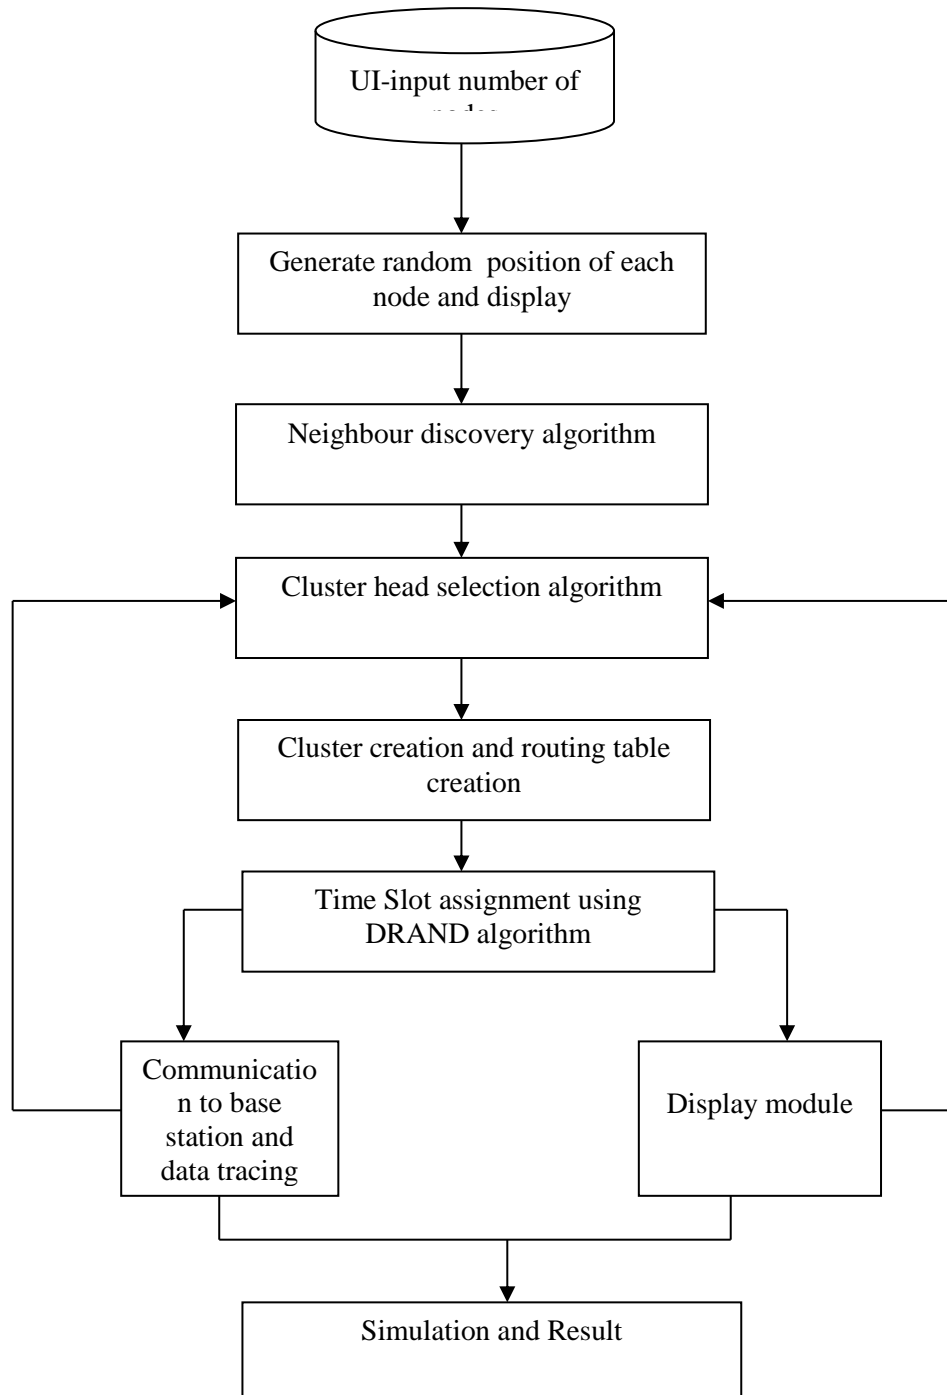 UI-input number of
Generate random position of each
node and display
Neighbour discovery algorithm
Cluster head selection algorithm
Cluster creation and routing table
creation
Time Slot assignment using
DRAND algorithm
Communicatio
n to base
station and
data tracing
Display module
Simulation and Result